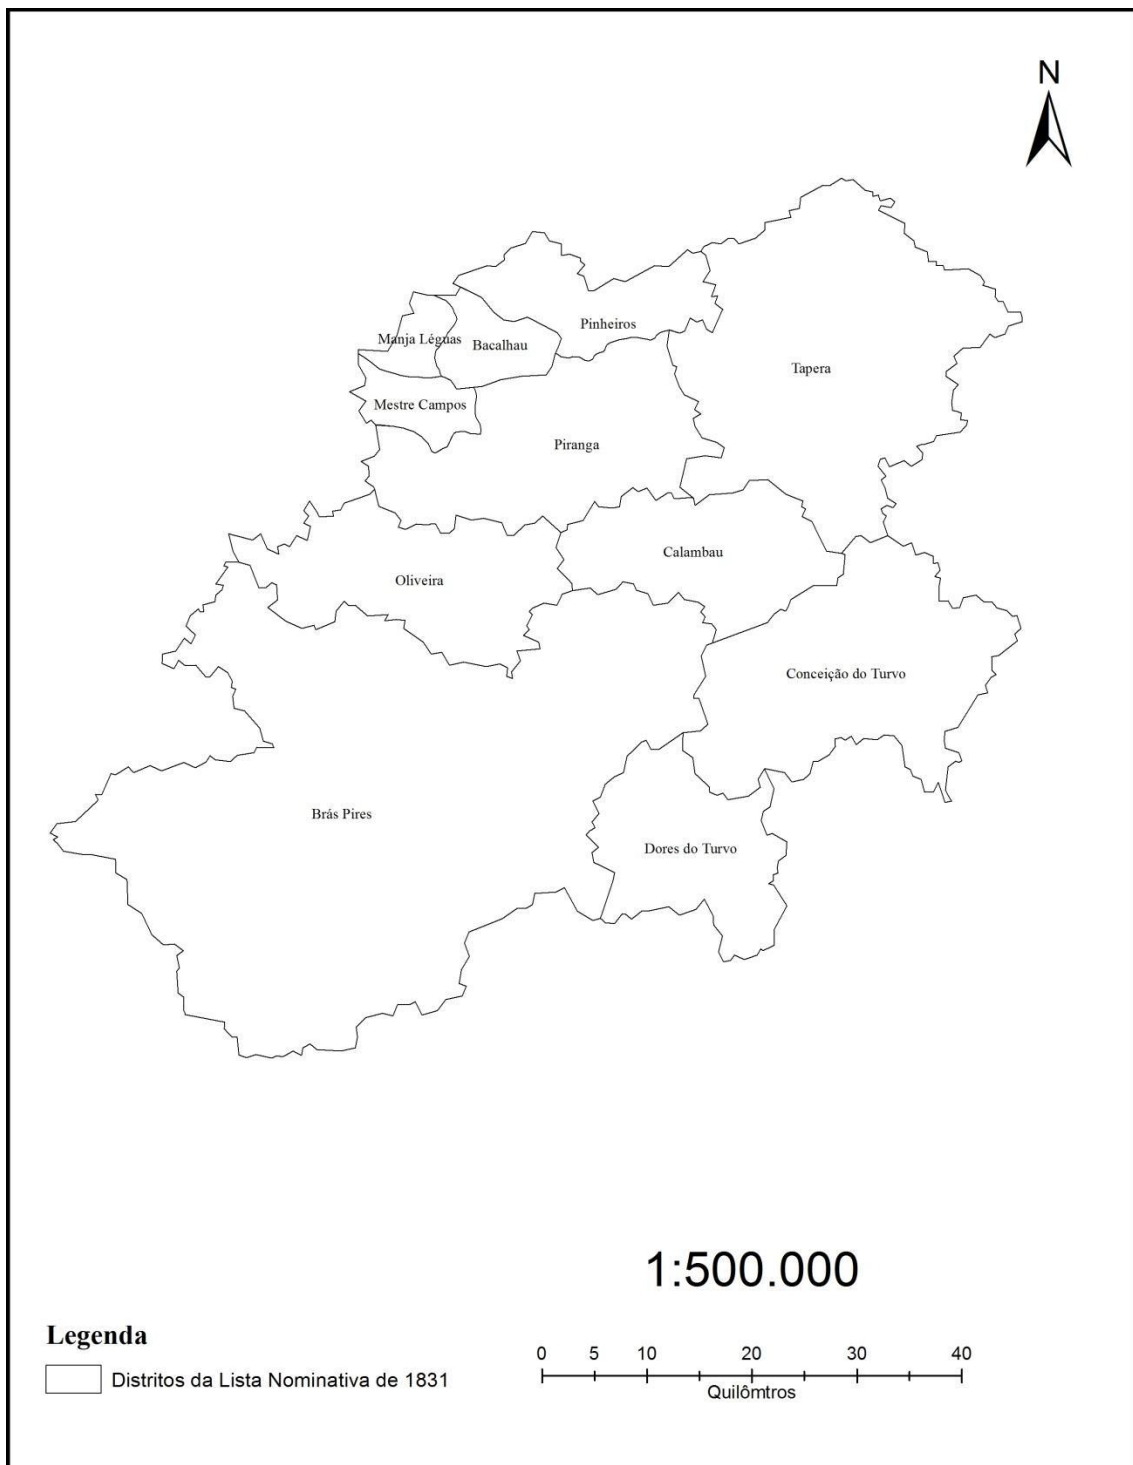 N
Pinheiros
Manja Léguas
Bacalhau
Tapera
Mestre Campos
Piranga
Calambau
Oliveira
Conceição do Turvo
Brás Pires
Dores do Turvo
1:500.000
Legenda
Distritos da Lista Nominativa de 1831
0 5 10 20 30 40
Quilômtros